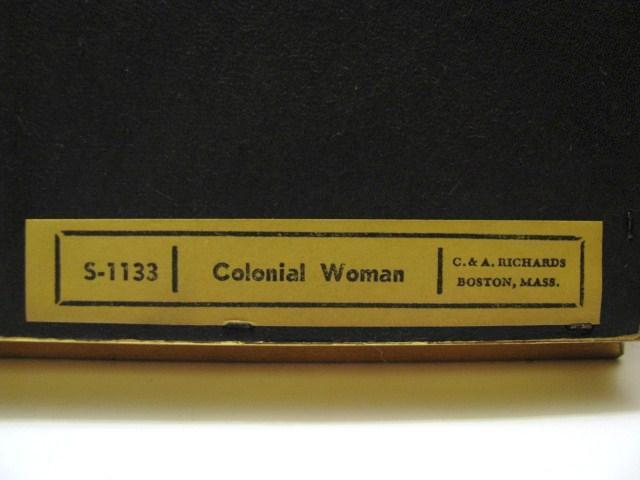 S-1133
Colonial Woman
C. & A. RICHARDS
BOSTON, MASS.